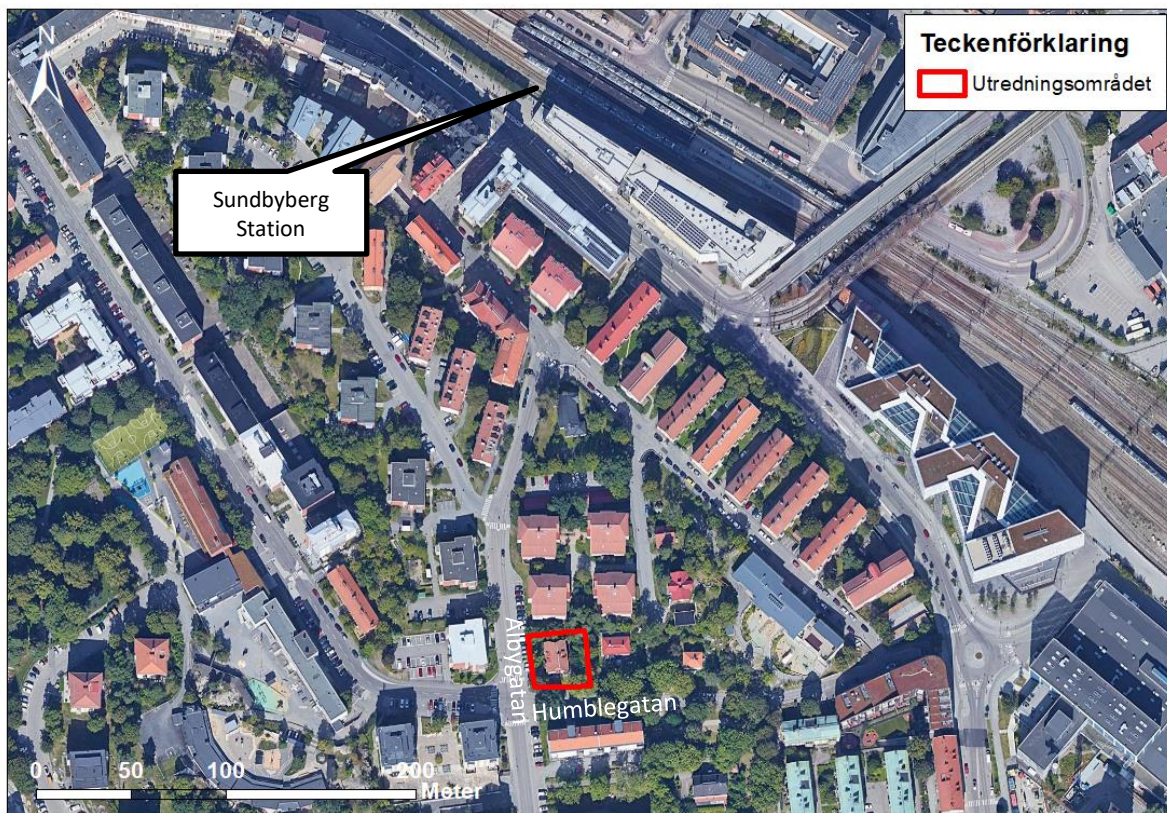 N
Teckenförklaring
Utredningsområdet
Sundbyberg
Station
Albygatan
Humblegatan
0 50 100 200
Meter